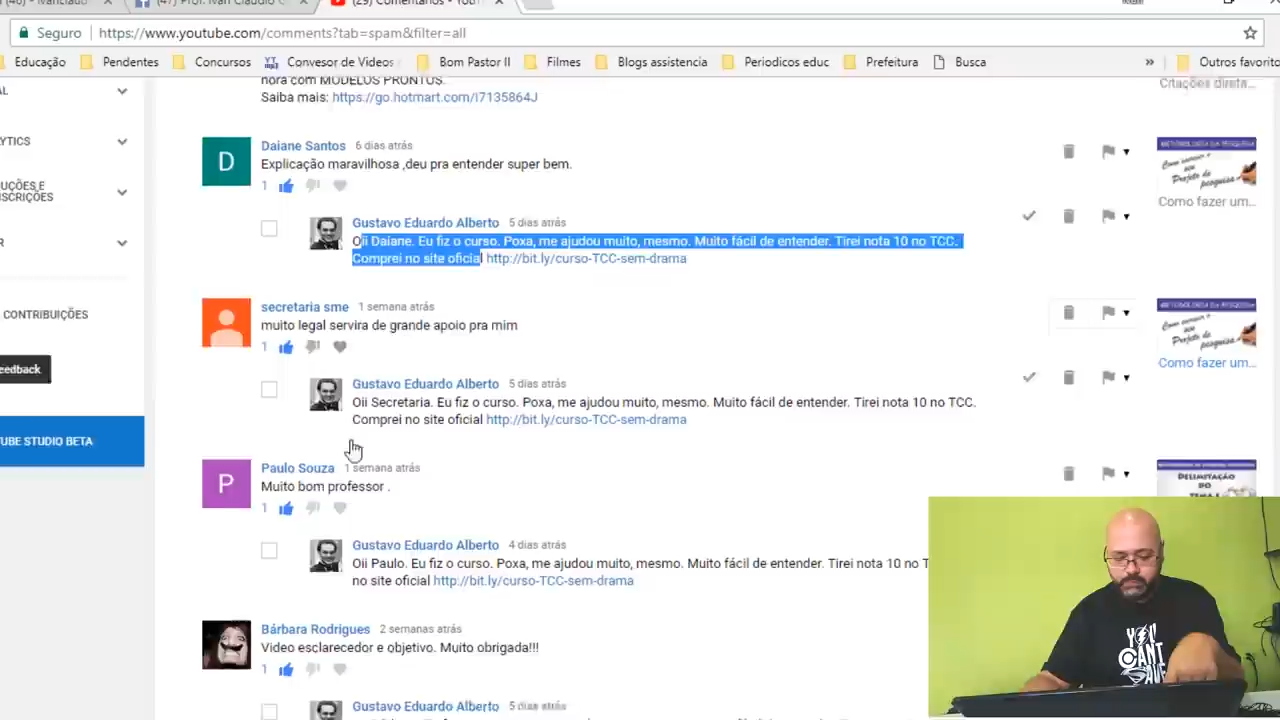 Seguro https://www.youtube.com/comments?tab=spam&filter=all
Educação Pendentes Concursos Convesor de Videos Bom Pastor II Filmes Blogs assistencia Periodicos educ Prefeitura Busca » Outros favorito
nora com MODELOS PRONTOS.
Saiba mais: https://go.hotmart.com/I7135864J
Citações direta...
AL
YTICS
UÇÕES E
NSCRIÇÕES
R
CONTRIBUIÇÕES
eedback
UBE STUDIO BETA
D
Daiane Santos 6 dias atrás
Explicação maravilhosa ,deu pra entender super bem.
1
Como fazer um...
Gustavo Eduardo Alberto 5 dias atrás
Oii Daiane. Eu fiz o curso. Poxa, me ajudou muito, mesmo. Muito fácil de entender. Tirei nota 10 no TCC.
Comprei no site oficial http://bit.ly/curso-TCC-sem-drama
secretaria sme 1 semana atrás
muito legal servira de grande apoio pra mim
1
Como fazer um...
Gustavo Eduardo Alberto 5 dias atrás
Oii Secretaria. Eu fiz o curso. Poxa, me ajudou muito, mesmo. Muito fácil de entender. Tirei nota 10 no TCC.
Comprei no site oficial http://bit.ly/curso-TCC-sem-drama
P
Paulo Souza 1 semana atrás
Muito bom professor .
1
DELIMITAÇÃO
DO
TEMA E
Gustavo Eduardo Alberto 4 dias atrás
Oii Paulo. Eu fiz o curso. Poxa, me ajudou muito, mesmo. Muito fácil de entender. Tirei nota 10 no T
no site oficial http://bit.ly/curso-TCC-sem-drama
Bárbara Rodrigues 2 semanas atrás
Video esclarecedor e objetivo. Muito obrigada!!!
1
Gustavo Eduardo Alberto 5 dias atrás
YOU
CAN'T